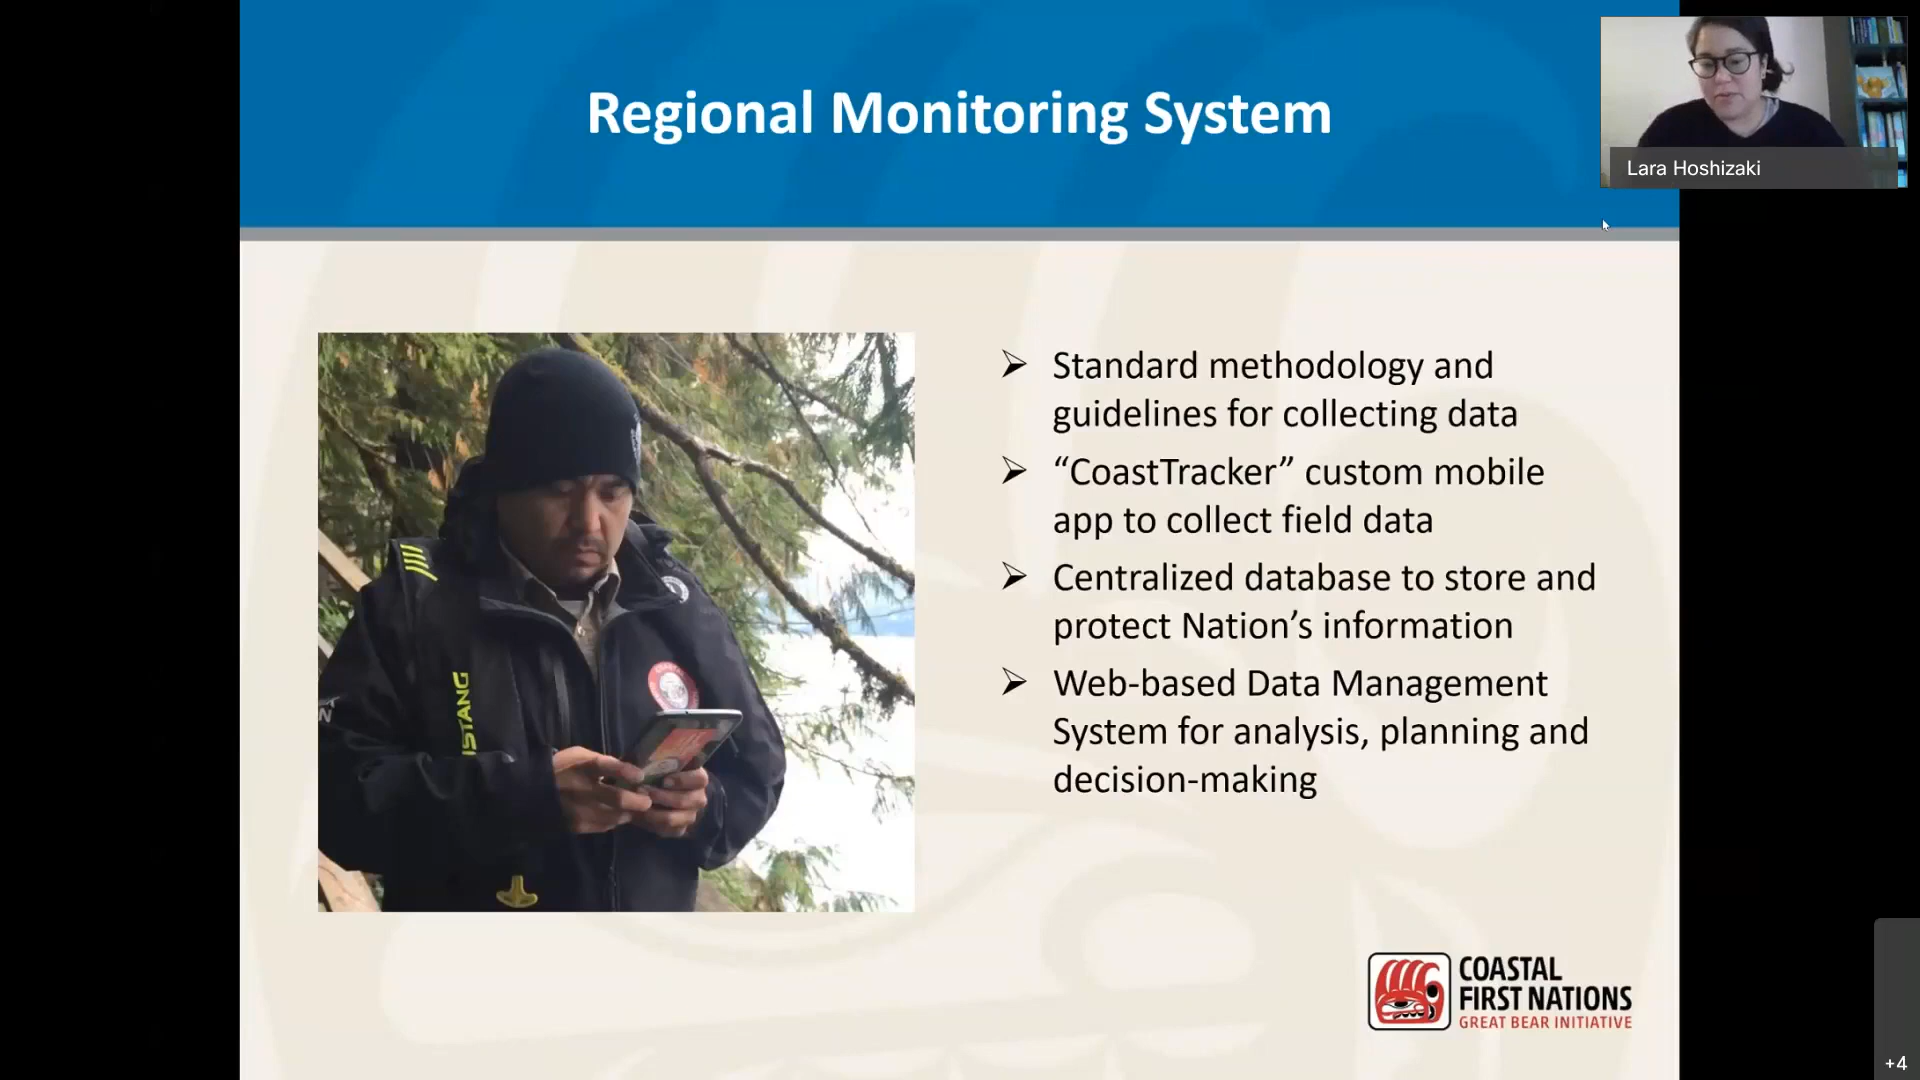 Regional Monitoring System
Lara Hoshizaki
➢ Standard methodology and
guidelines for collecting data
➢ “CoastTracker” custom mobile
app to collect field data
➢ Centralized database to store and
protect Nation’s information
➢ Web-based Data Management
System for analysis, planning and
decision-making
ISTANG
COASTAL
FIRST NATIONS
GREAT BEAR INITIATIVE
+4